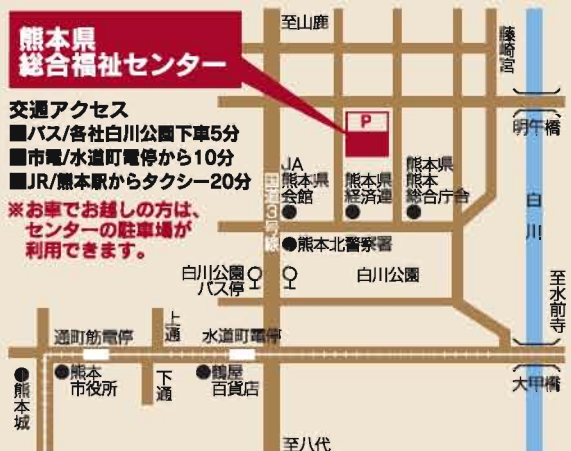 熊本県
総合福祉センター
交通アクセス
■バス/各社白川公園下車5分
■市電/水道町電停から10分
■JR/熊本駅からタクシー20分
※お車でお越しの方は、
センターの駐車場が
利用できます。
至山鹿
藤崎宮
P
明午橋
JA
熊本県
会館
熊本県
経済連
熊本県
熊本
総合庁舎
国道3号線
白川
●熊本北警察署
白川公園
バス停
白川公園
至水前寺
通町筋電停
上通
水道町電停
大甲橋
●熊本城
●熊本
市役所
下通
●鶴屋
百貨店
至八代